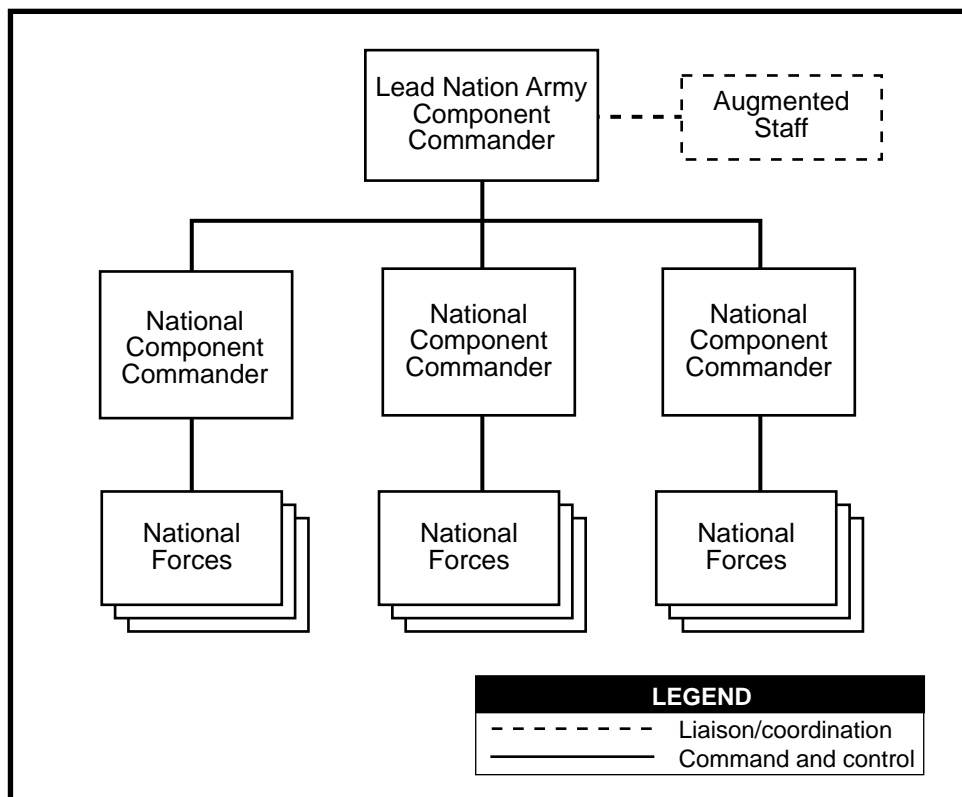 Lead Nation Army
Component
Commander
Augmented
Staff
National
Component
Commander
National
Component
Commander
National
Component
Commander
National
Forces
National
Forces
National
Forces
LEGEND
Liaison/coordination
Command and control